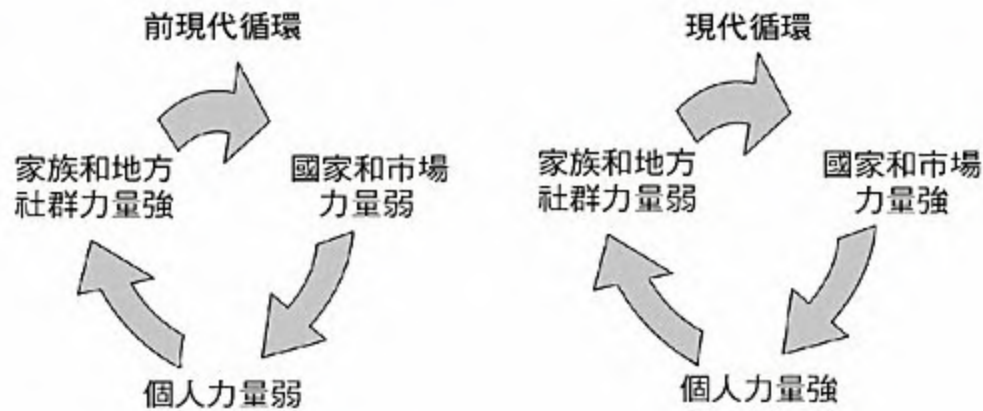 前現代循環
家族和地方
社群力量強
國家和市場
力量弱
個人力量弱
現代循環
家族和地方
社群力量弱
國家和市場
力量強
個人力量強